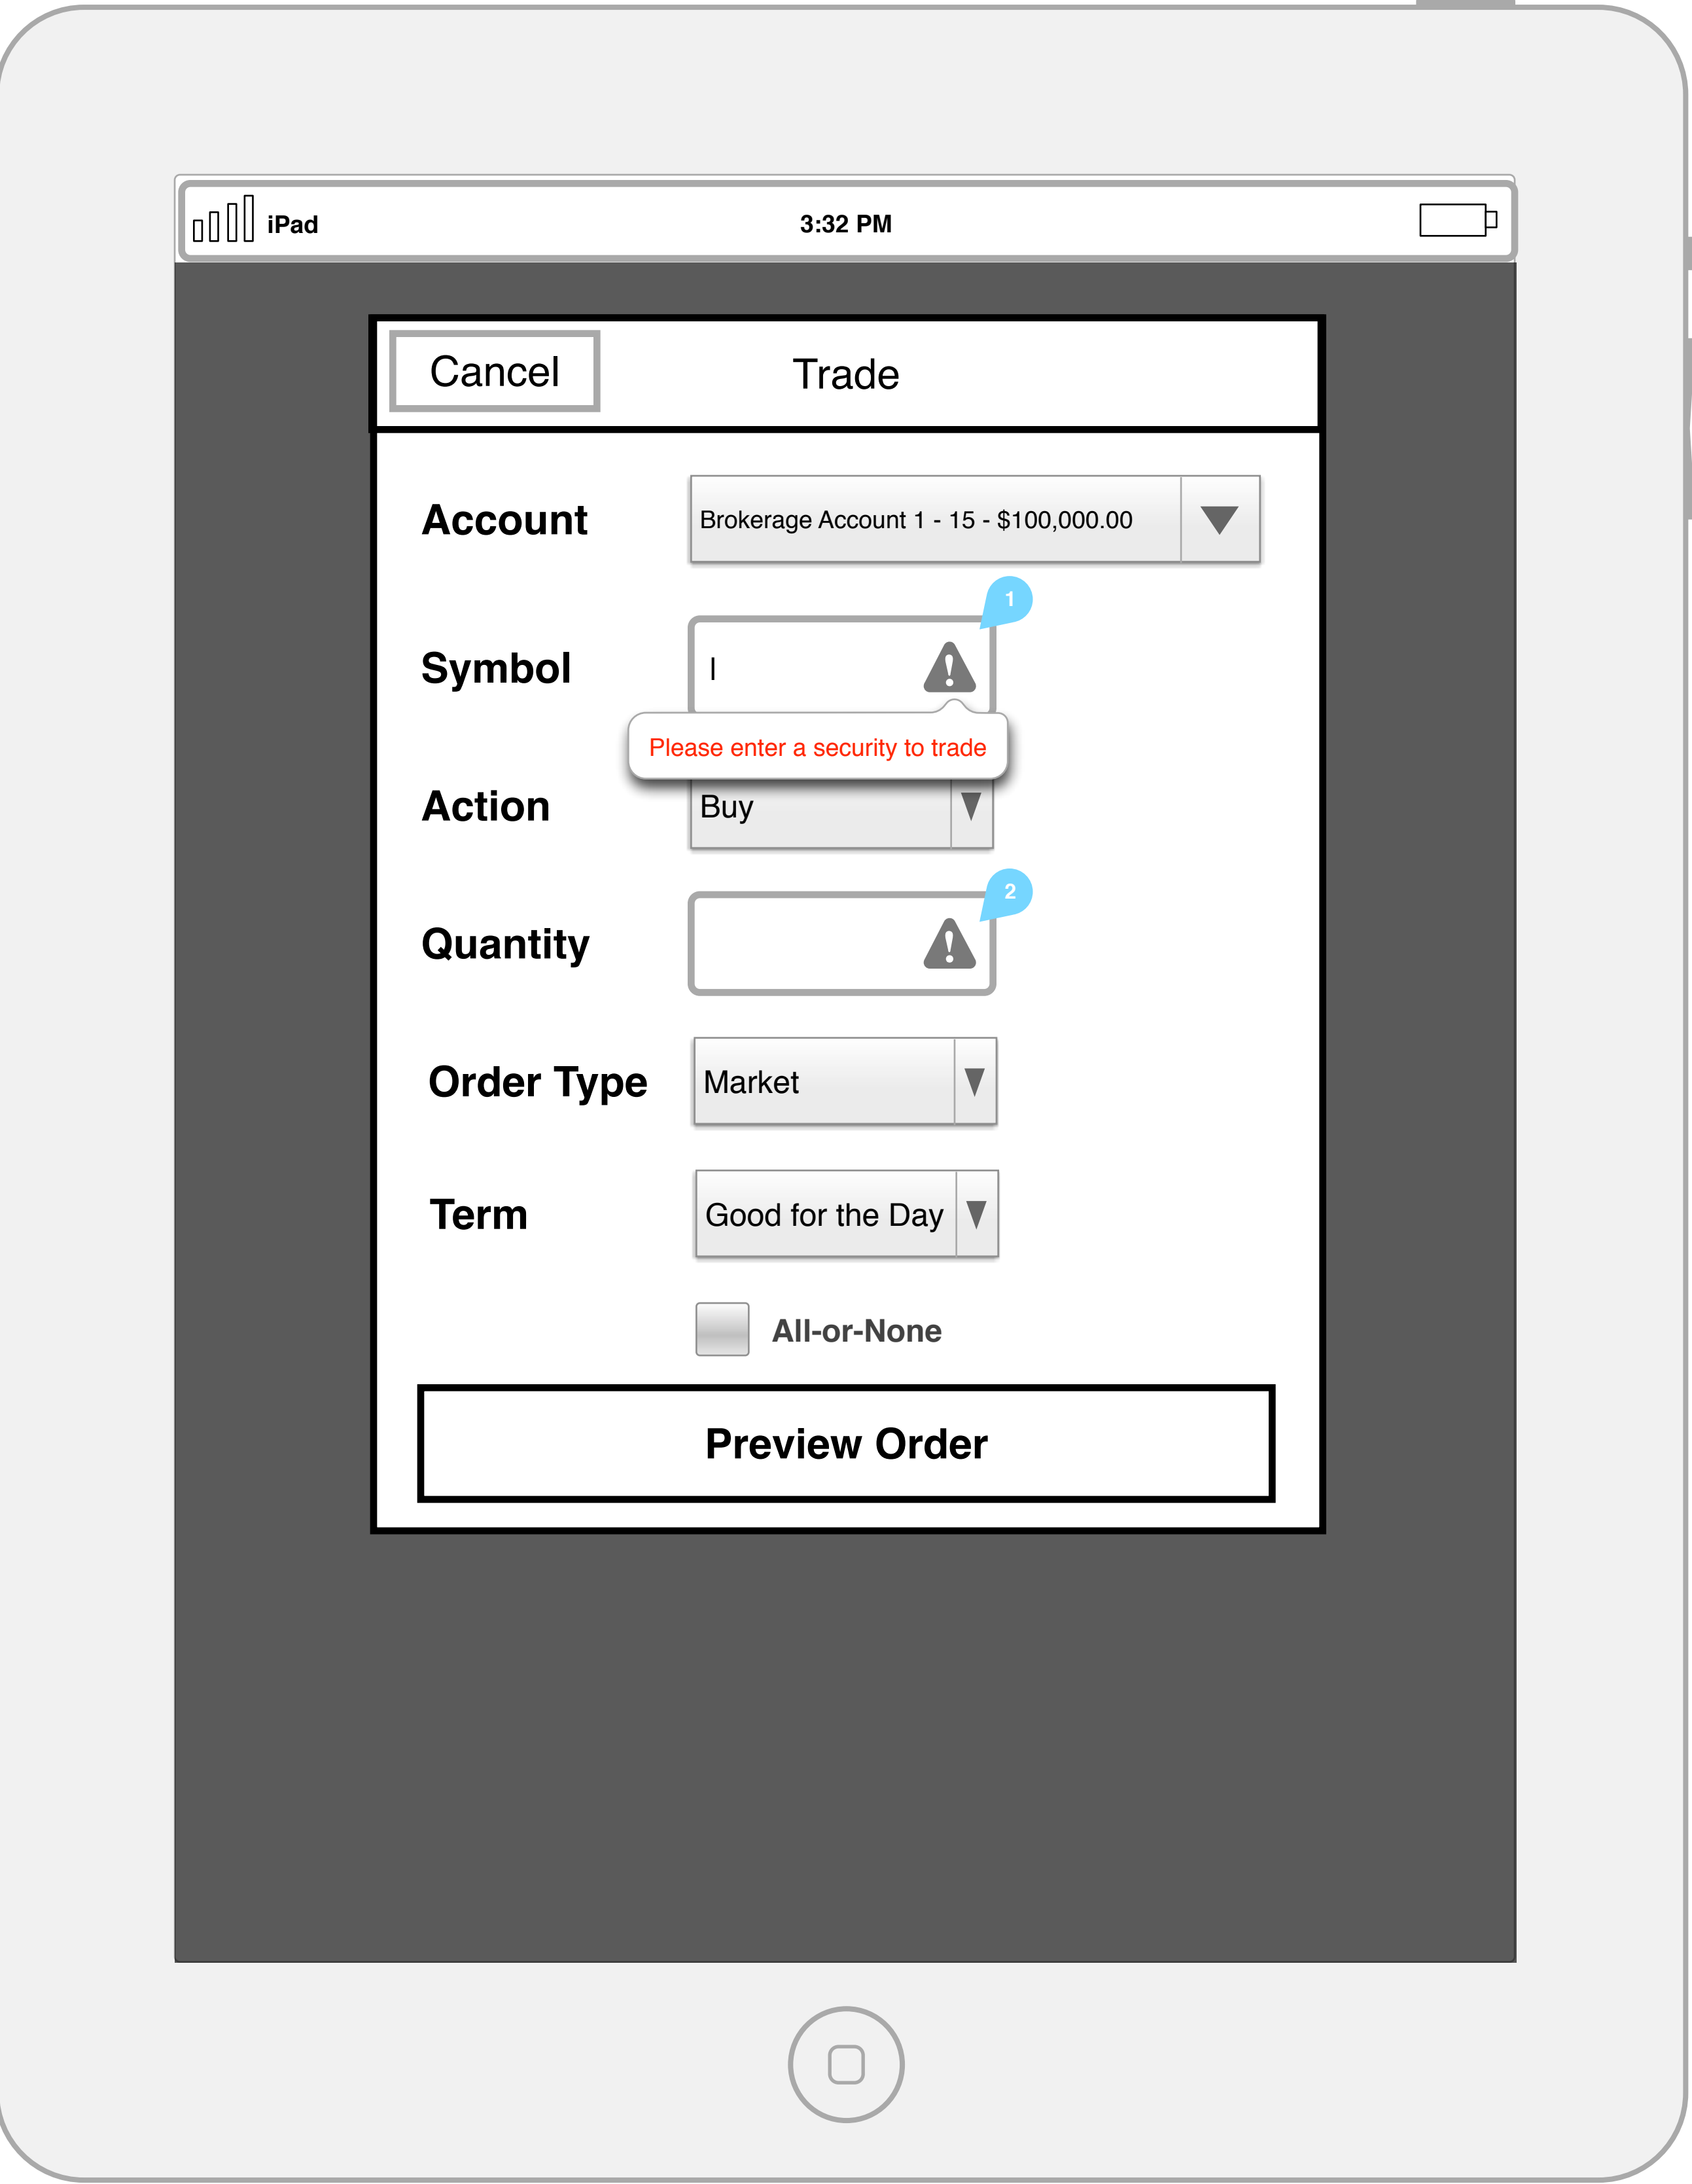 iPad 3:32 PM
Cancel Trade
Account Brokerage Account 1 - 15 - $100,000.00
1
Symbol I
Please enter a security to trade
Action Buy
2
Quantity
Order Type Market
Term Good for the Day
All-or-None
Preview Order